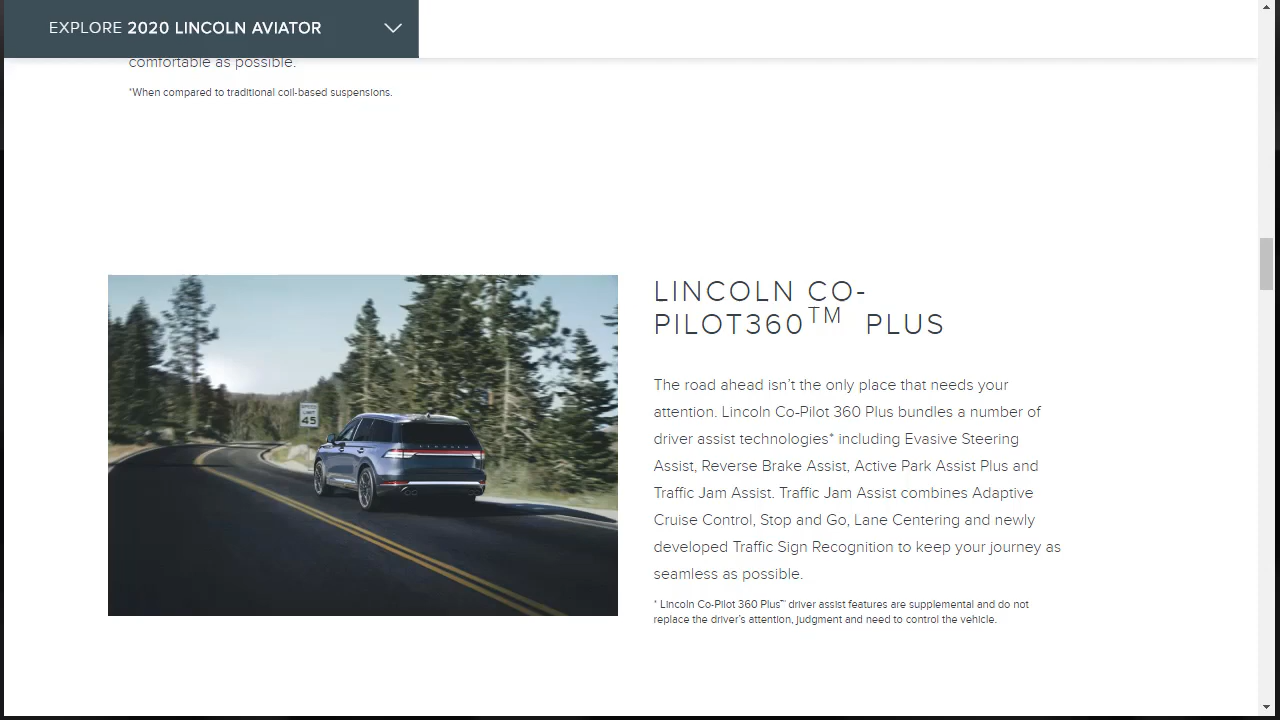 EXPLORE 2020 LINCOLN AVIATOR
comfortable as possible.
*When compared to traditional coil-based suspensions.
LINCOLN CO-
PILOT360™ PLUS
SPEED
LIMIT
45
LINCOLN
The road ahead isn't the only place that needs your
attention. Lincoln Co-Pilot 360 Plus bundles a number of
driver assist technologies* including Evasive Steering
Assist, Reverse Brake Assist, Active Park Assist Plus and
Traffic Jam Assist. Traffic Jam Assist combines Adaptive
Cruise Control, Stop and Go, Lane Centering and newly
developed Traffic Sign Recognition to keep your journey as
seamless as possible.
* Lincoln Co-Pilot 360 Plus™ driver assist features are supplemental and do not
replace the driver's attention, judgment and need to control the vehicle.